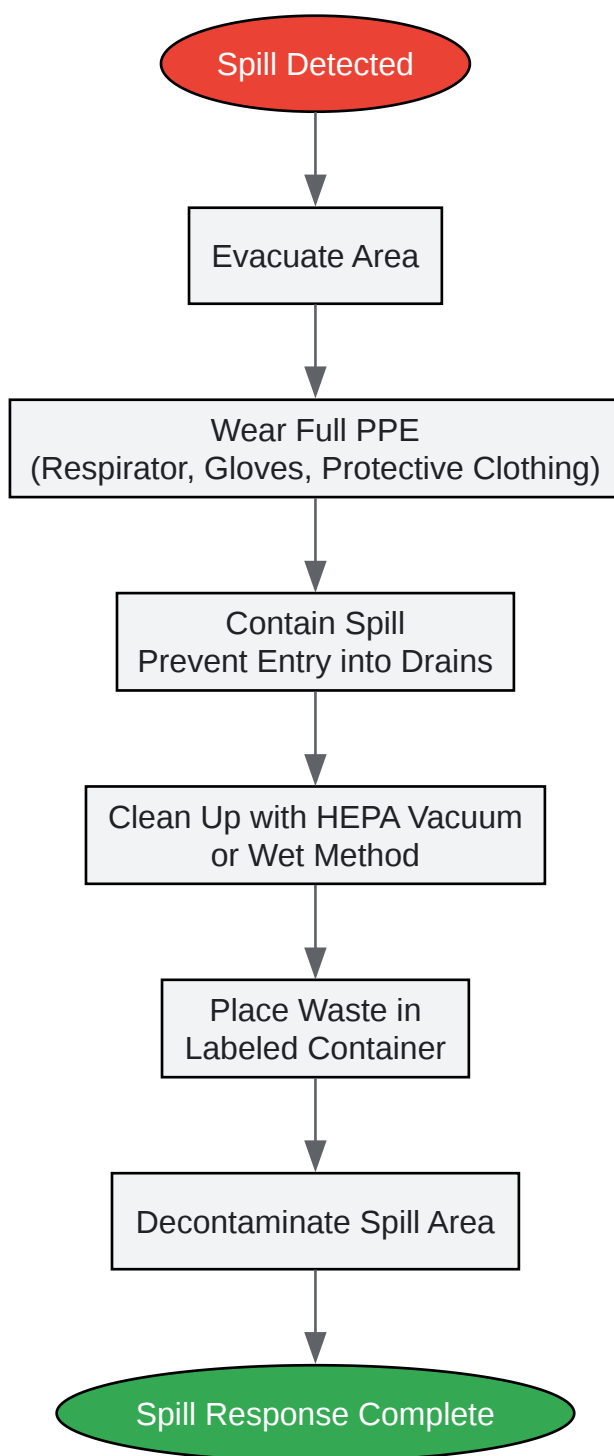 Spill Detected
Evacuate Area
Wear Full PPE
(Respirator, Gloves, Protective Clothing)
Contain Spill
Prevent Entry into Drains
Clean Up with HEPA Vacuum
or Wet Method
Place Waste in
Labeled Container
Decontaminate Spill Area
Spill Response Complete